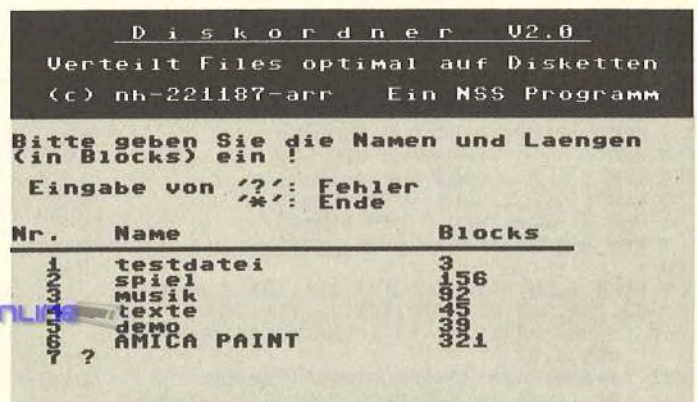 Diskordner V2.0
Verteilt Files optimal auf Disketten
(c) nh-221187-arr Ein NSS Programm
Bitte geben Sie die Namen und Laengen
(in Blocks) ein !
Eingabe von '?': Fehler
'*': Ende
Nr. Name Blocks
1 testdatei 3
2 spiel 156
3 musik 92
4 texte 45
5 demo 39
6 AMICA PAINT 321
7 ?